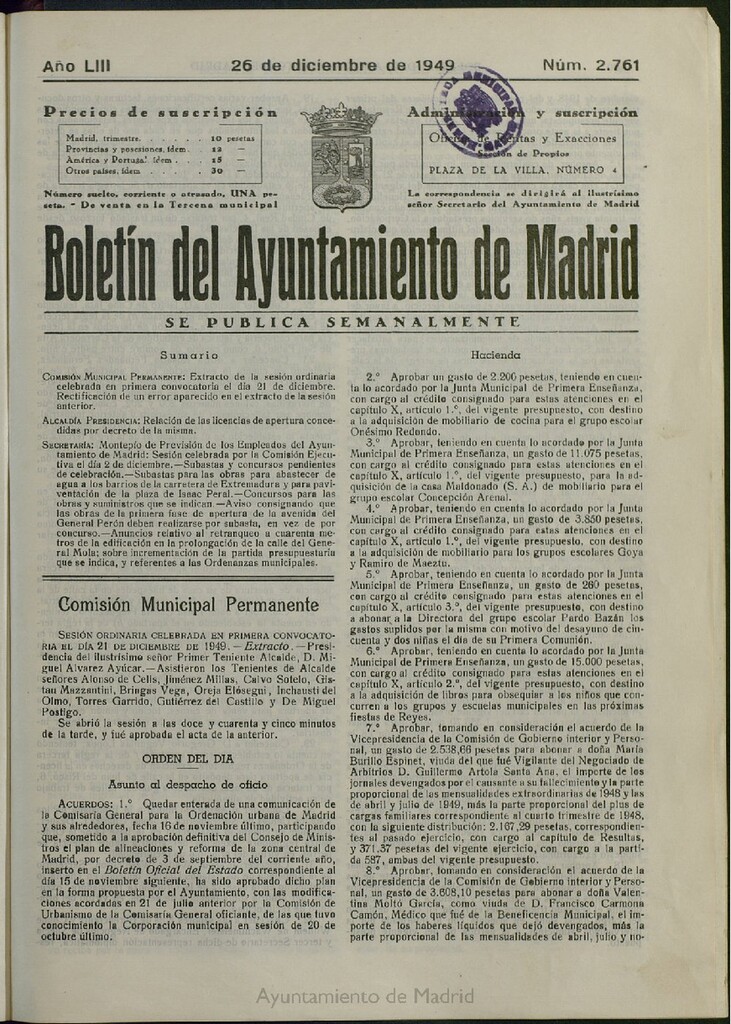 Año LIII
26 de diciembre de 1949
Núm. 2.761
Precios de suscripción
Madrid, trimestre. . . . . . 10 pesetas
Provincias y posesiones, ídem. . . 12 —
América y Portugal ídem . . . . 15 —
Otros países, ídem . . . . . 30 —
Número suelto, corriente o atrasado, UNA pe-
seta. - De venta en la Tercena municipal
Administración y suscripción
Oficina de Rentas y Exacciones
Sección de Propios
PLAZA DE LA VILLA, NÚMERO 4
La correspondencia se dirigirá al ilustrísimo
señor Secretario del Ayuntamiento de Madrid
Boletín del Ayuntamiento de Madrid
SE PUBLICA SEMANALMENTE
Sumario
COMISIÓN MUNICIPAL PERMANENTE: Extracto de la sesión ordinaria
celebrada en primera convocatoria el día 21 de diciembre.
Rectificación de un error aparecido en el extracto de la sesión
anterior.
ALCALDÍA PRESIDENCIA: Relación de las licencias de apertura conce-
didas por decreto de la misma.
SECRETARÍA: Montepío de Previsión de los Empleados del Ayun-
tamiento de Madrid: Sesión celebrada por la Comisión Ejecu-
tiva el día 2 de diciembre.—Subastas y concursos pendientes
de celebración.—Subastas para las obras para abastecer de
agua a los barrios de la carretera de Extremadura y para pavi-
mentación de la plaza de Isaac Peral.—Concursos para las
obras y suministros que se indican.—Aviso consignando que
las obras de la primera fase de apertura de la avenida del
General Perón deben realizarse por subasta, en vez de por
concurso.—Anuncios relativo al retranqueo a cuarenta me-
tros de la edificación en la prolongación de la calle del Gene-
ral Mola; sobre incrementación de la partida presupuestaria
que se indica, y referentes a las Ordenanzas municipales.
Comisión Municipal Permanente
SESIÓN ORDINARIA CELEBRADA EN PRIMERA CONVOCATO-
RIA EL DÍA 21 DE DICIEMBRE DE 1949.—Extracto.—Presi-
dencia del ilustrísimo señor Primer Teniente Alcalde, D. Mi-
guel Alvarez Ayúcar.—Asistieron los Tenientes de Alcalde
señores Alonso de Celis, Jiménez Millas, Calvo Sotelo, Gis-
tau Mazzantini, Bringas Vega, Oreja Elósegui, Inchausti del
Olmo, Torres Garrido, Gutiérrez del Castillo y De Miguel
Postigo.
Se abrió la sesión a las doce y cuarenta y cinco minutos
de la tarde, y fué aprobada el acta de la anterior.
ORDEN DEL DIA
Asunto al despacho de oficio
ACUERDOS: 1.º Quedar enterada de una comunicación de
la Comisaría General para la Ordenación urbana de Madrid
y sus alrededores, fecha 16 de noviembre último, participando
que, sometido a la aprobación definitiva del Consejo de Minis-
tros el plan de alineaciones y reforma de la zona central de
Madrid, por decreto de 3 de septiembre del corriente año,
inserto en el Boletín Oficial del Estado correspondiente al
día 15 de noviembre siguiente, ha sido aprobado dicho plan
en la forma propuesta por el Ayuntamiento, con las modifica-
ciones acordadas en 21 de julio anterior por la Comisión de
Urbanismo de la Comisaría General oficiante, de las que tuvo
conocimiento la Corporación municipal en sesión de 20 de
octubre último.
Hacienda
2.º Aprobar un gasto de 2.200 pesetas, teniendo en cuen-
ta lo acordado por la Junta Municipal de Primera Enseñanza,
con cargo al crédito consignado para estas atenciones en el
capítulo X, artículo 1.º, del vigente presupuesto, con destino
a la adquisición de mobiliario de cocina para el grupo escolar
Onésimo Redondo.
3.º Aprobar, teniendo en cuenta lo acordado por la Junta
Municipal de Primera Enseñanza, un gasto de 11.075 pesetas,
con cargo al crédito consignado para estas atenciones en el
capítulo X, artículo 1.º, del vigente presupuesto, para la ad-
quisición de la casa Maldonado (S. A.) de mobiliario para el
grupo escolar Concepción Arenal.
4.º Aprobar, teniendo en cuenta lo acordado por la Junta
Municipal de Primera Enseñanza, un gasto de 3.850 pesetas,
con cargo al crédito consignado para estas atenciones en el
capítulo X, artículo 1.º, del vigente presupuesto, con destino
a la adquisición de mobiliario para los grupos escolares Goya
y Ramiro de Maeztu.
5.º Aprobar, teniendo en cuenta lo acordado por la Junta
Municipal de Primera Enseñanza, un gasto de 260 pesetas,
con cargo al crédito consignado para estas atenciones en el
capítulo X, artículo 3.º, del vigente presupuesto, con destino
a abonar a la Directora del grupo escolar Pardo Bazán los
gastos suplidos por la misma con motivo del desayuno de cin-
cuenta y dos niñas el día de su Primera Comunión.
6.º Aprobar, teniendo en cuenta lo acordado por la Junta
Municipal de Primera Enseñanza, un gasto de 15.000 pesetas,
con cargo al crédito consignado para estas atenciones en el
capítulo X, artículo 2.º, del vigente presupuesto, con destino
a la adquisición de libros para obsequiar a los niños que con-
curren a los grupos y escuelas municipales en las próximas
fiestas de Reyes.
7.º Aprobar, tomando en consideración el acuerdo de la
Vicepresidencia de la Comisión de Gobierno interior y Perso-
nal, un gasto de 2.538,66 pesetas para abonar a doña María
Burillo Espinet, viuda del que fué Vigilante del Negociado de
Arbitrios D. Guillermo Artola Santa Ana, el importe de los
jornales devengados por el causante a su fallecimiento y la parte
proporcional de las mensualidades extraordinarias de 1948 y las
de abril y julio de 1949, más la parte proporcional del plus de
cargas familiares correspondiente al cuarto trimestre de 1948,
con la siguiente distribución: 2.167,29 pesetas, correspondien-
tes al pasado ejercicio, con cargo al capítulo de Resultas,
y 371,37 pesetas del vigente ejercicio, con cargo a la parti-
da 587, ambas del vigente presupuesto.
8.º Aprobar, tomando en consideración el acuerdo de la
Vicepresidencia de la Comisión de Gobierno interior y Perso-
nal, un gasto de 3.608,10 pesetas para abonar a doña Valen-
tina Moltó García, como viuda de D. Francisco Carmona
Camón, Médico que fué de la Beneficencia Municipal, el im-
porte de los haberes líquidos que dejó devengados, más la
parte proporcional de las mensualidades de abril, julio y no-
Ayuntamiento de Madrid